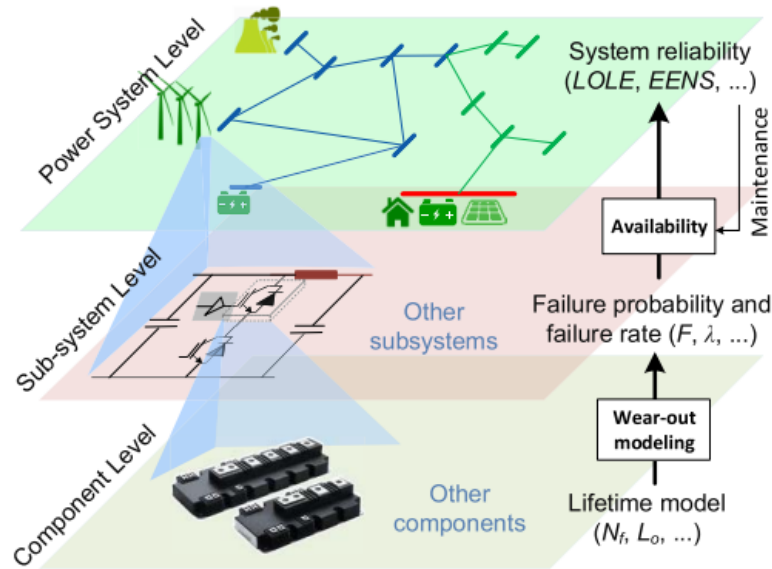 Power System Level
System reliability
(LOLE, EENS, ...)
Maintenance
Availability
Sub-system Level
Other
subsystems
Failure probability and
failure rate (F, λ, ...)
Wear-out
modeling
Component Level
Other
components
Lifetime model
(Nf, Lo, ...)